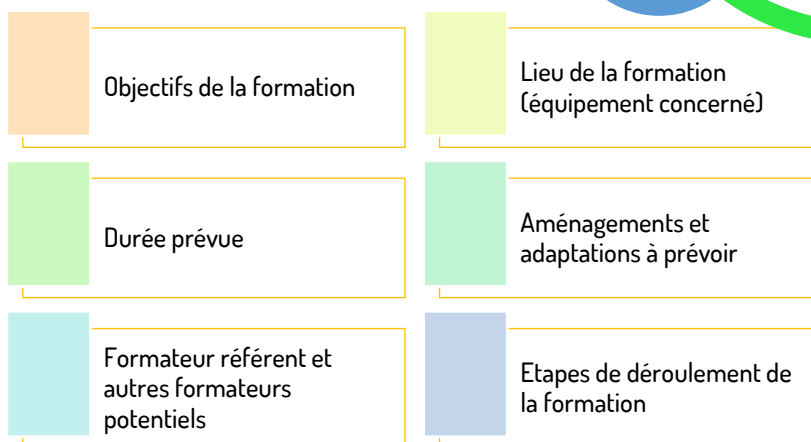 Objectifs de la formation
Lieu de la formation
(équipement concerné)
Durée prévue
Aménagements et
adaptations à prévoir
Formateur référent et
autres formateurs
potentiels
Etapes de déroulement de
la formation